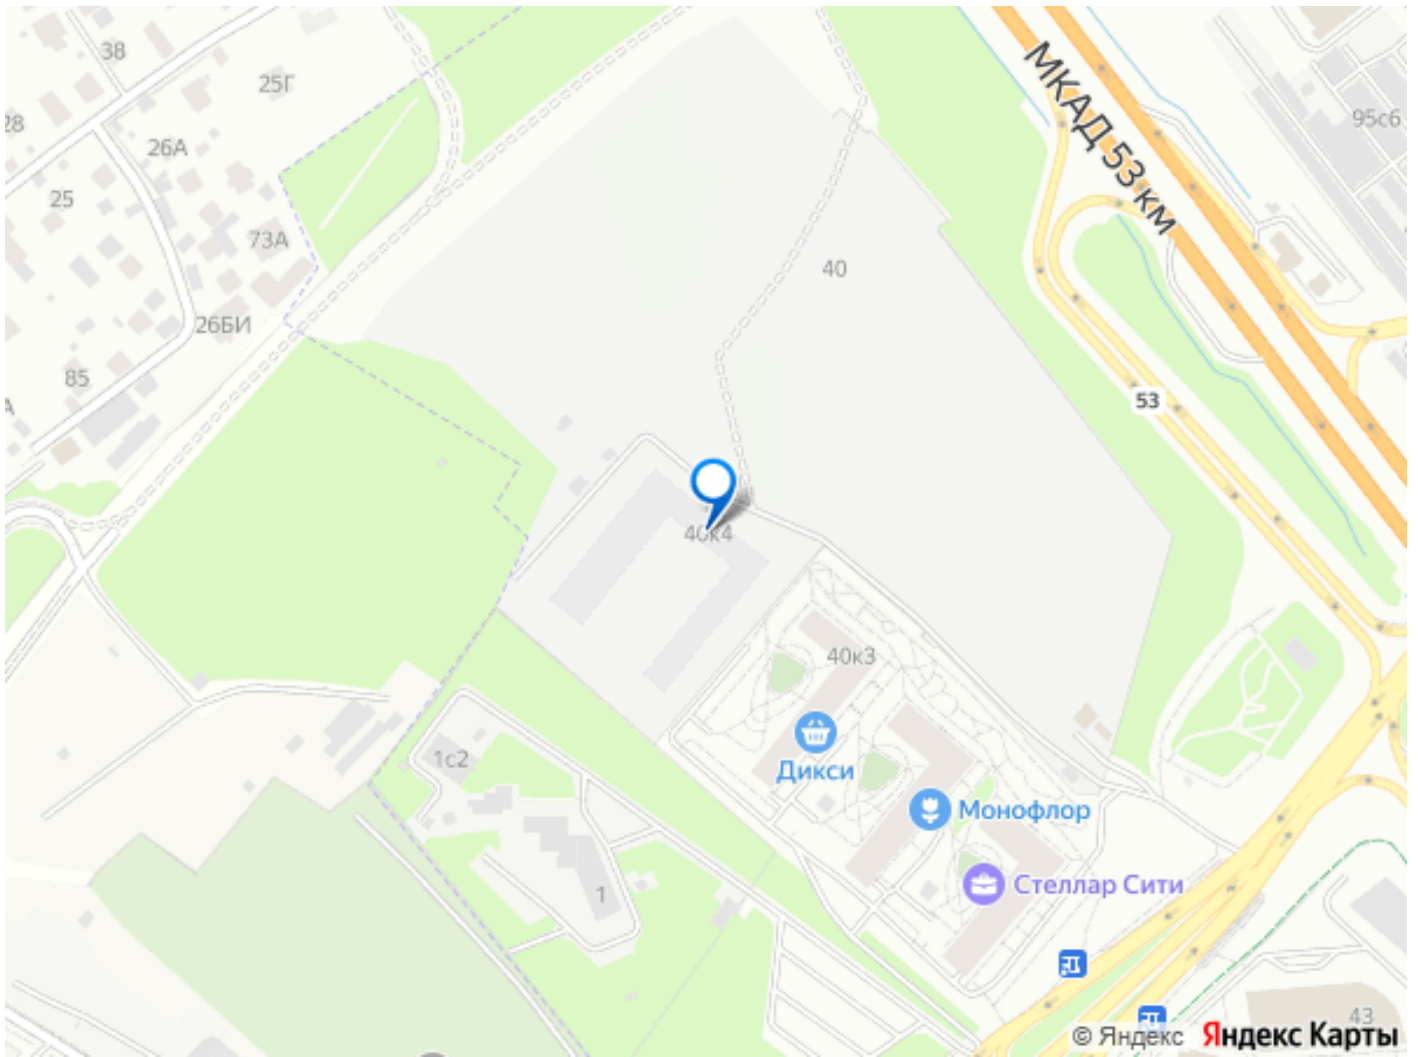 38
25Г
28
26А
25
73А
26БИ
85
А
МКАД 53 км
95с6
40
53
40к4
40к3
Дикси
1с2
Монофлор
Стеллар Сити
1
43
© Яндекс Яндекс Карты